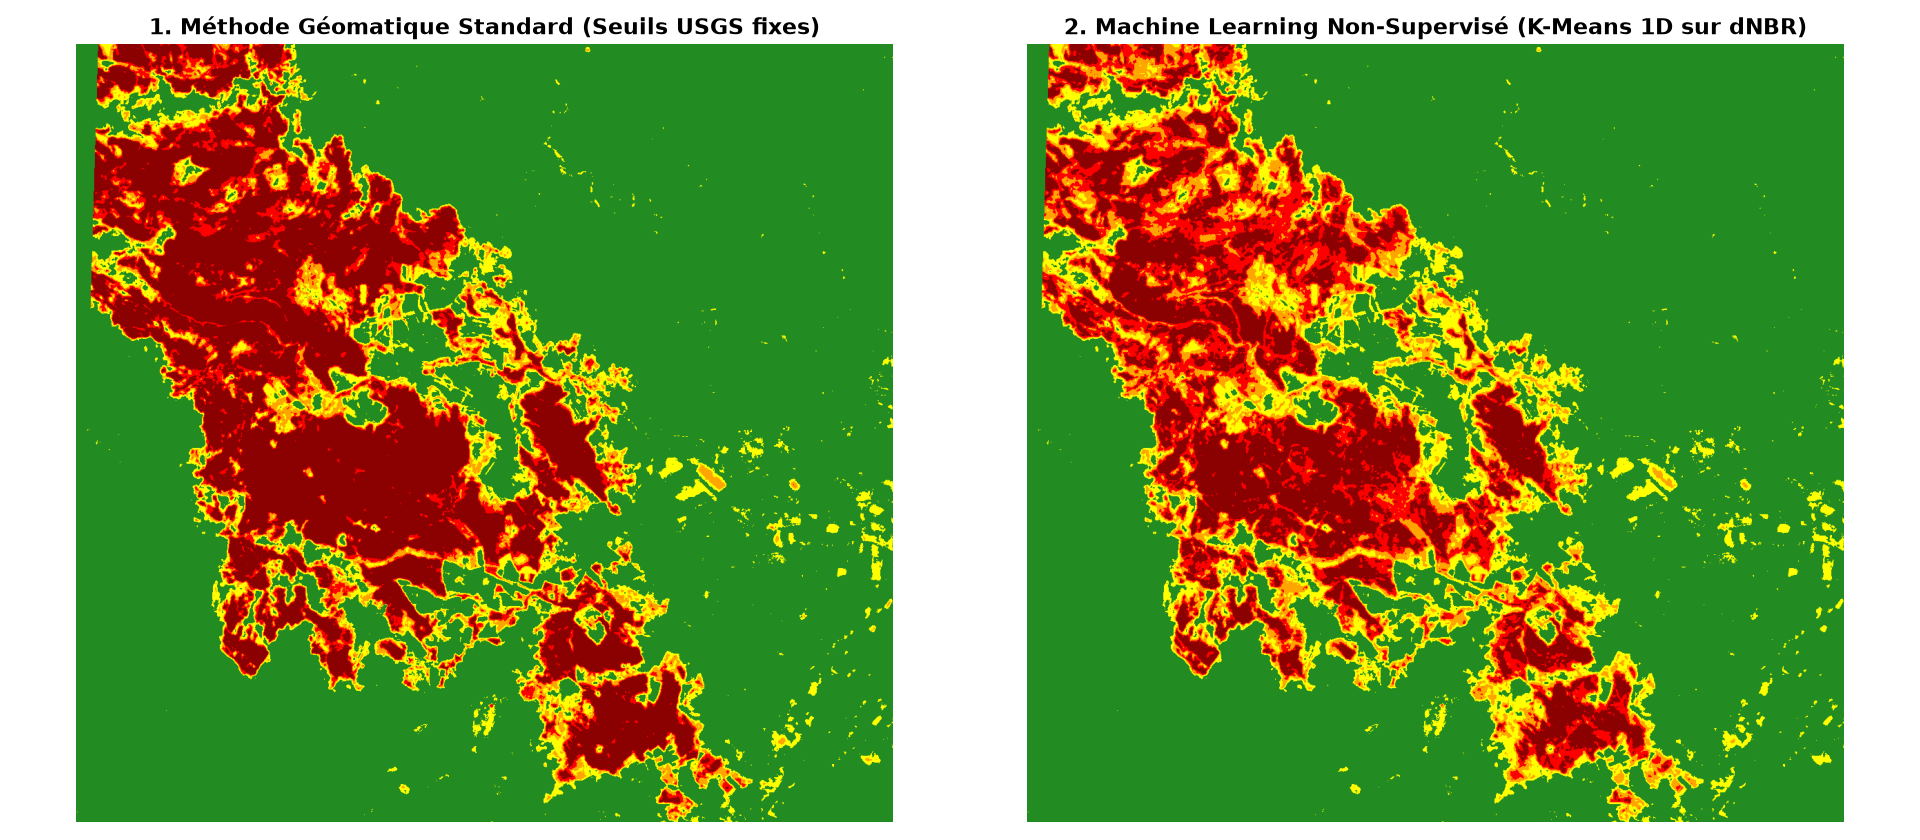 1. Méthode Géomatique Standard (Seuils USGS fixes)
2. Machine Learning Non-Supervisé (K-Means 1D sur dNBR)